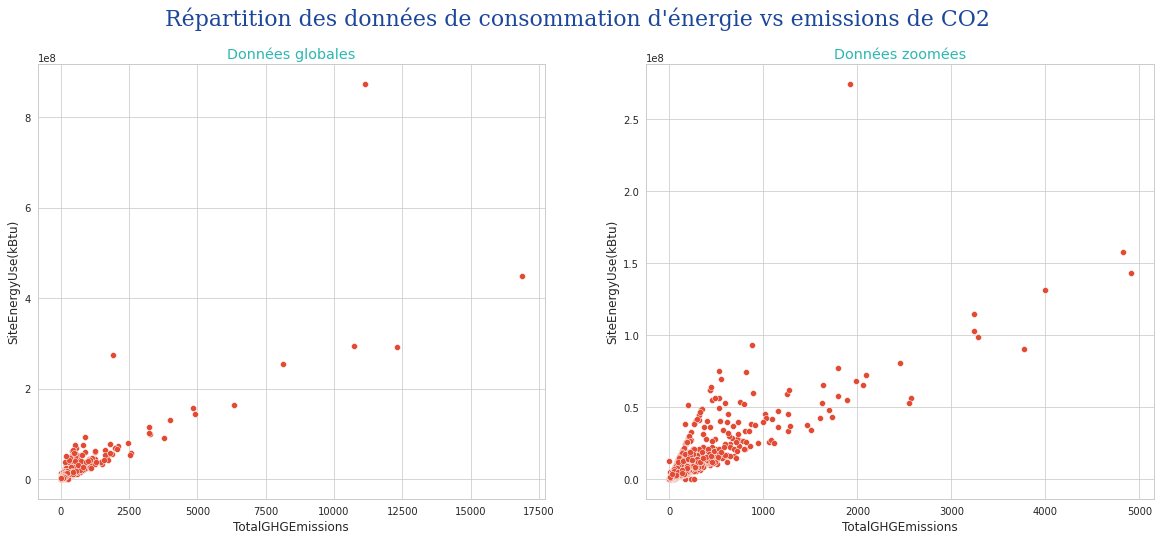 Répartition des données de consommation d'énergie vs emissions de CO2
Données globales
1e8
8
6
4
2
0
SiteEnergyUse(kBtu)
0
2500
5000
7500
10000
12500
15000
17500
TotalGHGEmissions
Données zoomées
1e8
2.5
2.0
1.5
1.0
0.5
0.0
SiteEnergyUse(kBtu)
0
1000
2000
3000
4000
5000
TotalGHGEmissions